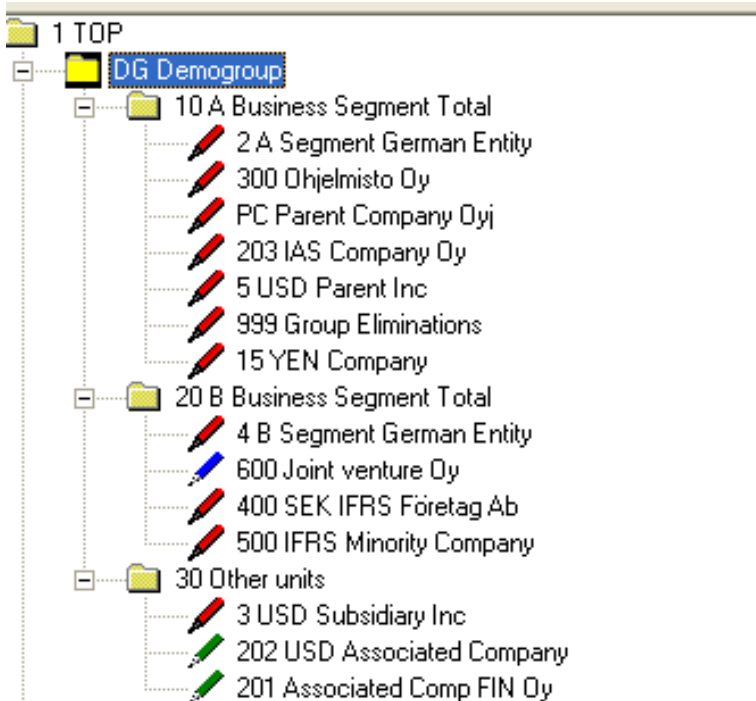 1 TOP
DG Demogroup
10 A Business Segment Total
2 A Segment German Entity
300 Ohjelmisto Oy
PC Parent Company Oyj
203 IAS Company Oy
5 USD Parent Inc
999 Group Eliminations
15 YEN Company
20 B Business Segment Total
4 B Segment German Entity
600 Joint venture Oy
400 SEK IFRS Företag Ab
500 IFRS Minority Company
30 Other units
3 USD Subsidiary Inc
202 USD Associated Company
201 Associated Comp FIN Oy